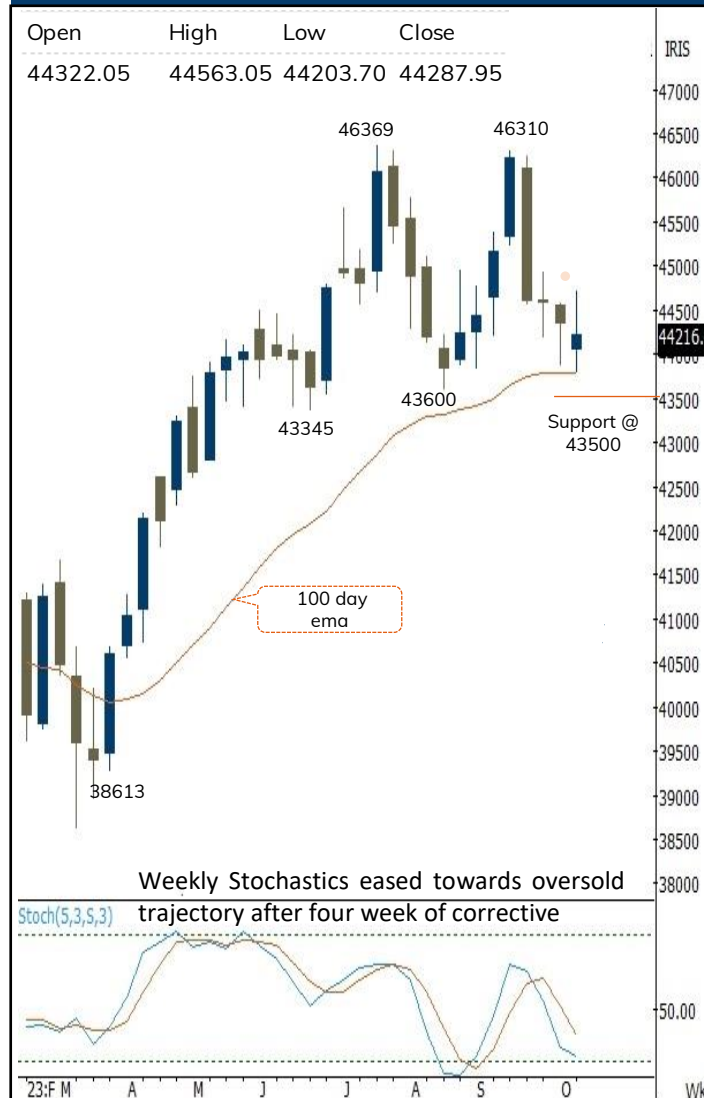 Open High Low Close
44322.05 44563.05 44203.70 44287.95
IRIS
47000
46369
46310
46500
46000
45500
45000
44500
44216.
44000
43600
43500
43345
Support @
43500
43000
42500
42000
41500
100 day
ema
41000
40500
40000
39500
38613
39000
38500
38000
Weekly Stochastics eased towards oversold
trajectory after four week of corrective
Stoch(5,3,S,3)
50.00
23:F M A M J J A S O Wk